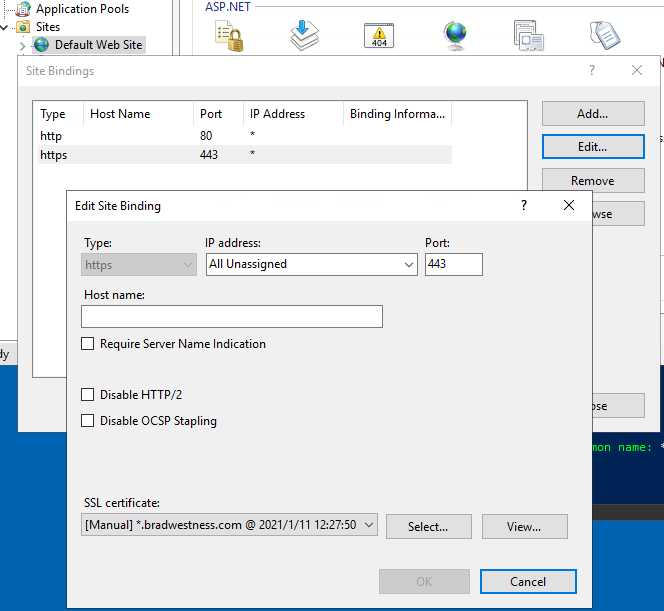 Application Pools
ASP.NET
Sites
Default Web Site
404
Site Bindings
?
Type Host Name Port IP Address Binding Informa...
http 80 *
https 443 *
Add...
Edit...
Remove
Edit Site Binding
?
Type: IP address: Port:
https All Unassigned 443
Host name:
Require Server Name Indication
Disable HTTP/2
Disable OCSP Stapling
mon name: *
SSL certificate:
[Manual] *.bradwestness.com @ 2021/1/11 12:27:50
Select... View...
OK Cancel